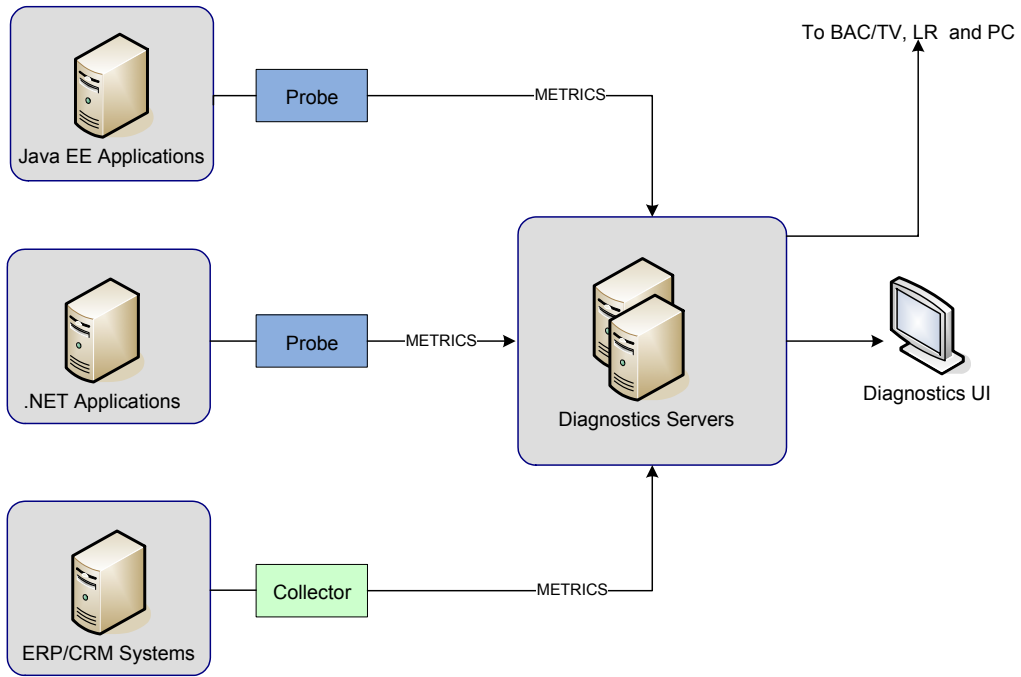 To BAC/TV, LR and PC
Probe
METRICS
Java EE Applications
Probe
METRICS
.NET Applications
Diagnostics Servers
Diagnostics UI
Collector
METRICS
ERP/CRM Systems